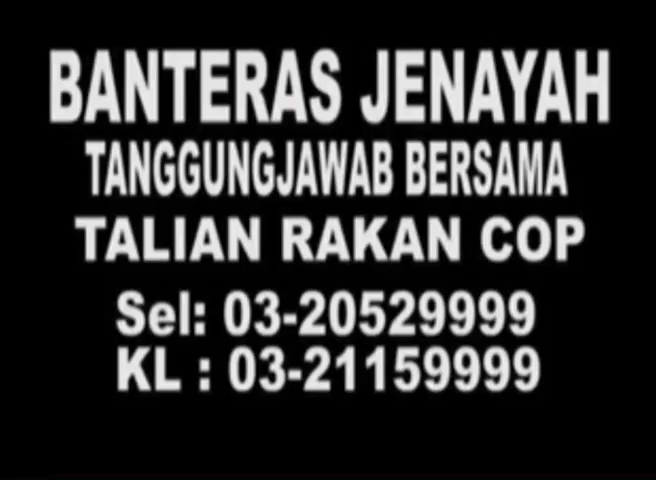 BANTERAS JENAYAH
TANGGUNGJAWAB BERSAMA
TALIAN RAKAN COP
Sel: 03-20529999
KL : 03-21159999